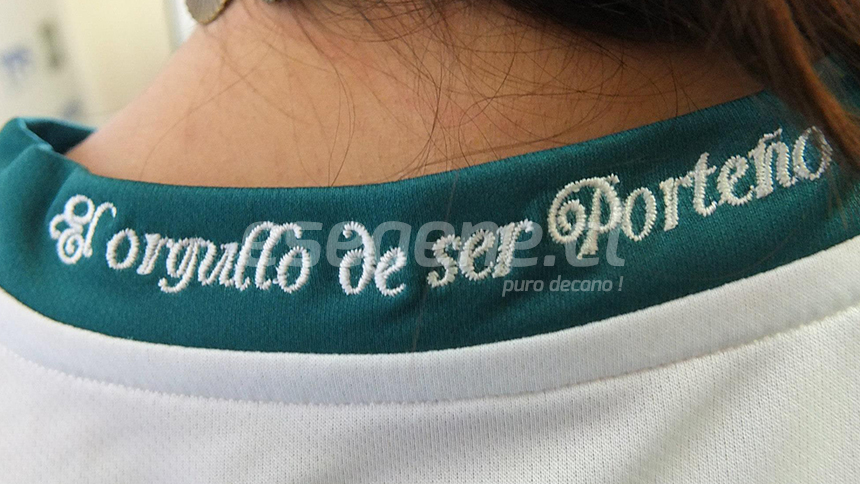 El orgullo de ser Porteño
esegene.cl
puro decano !